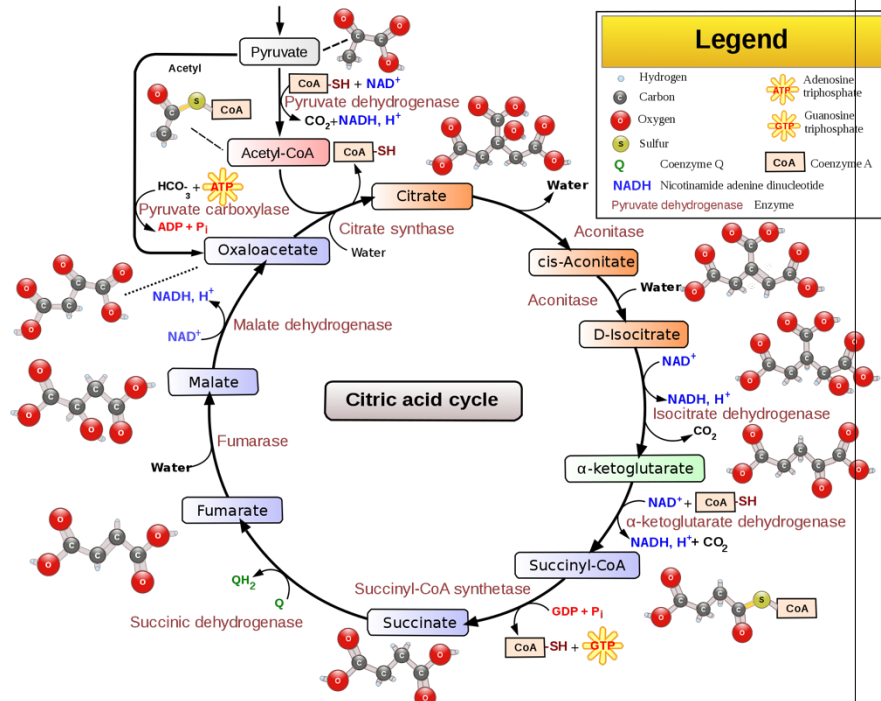 Pyruvate
Acetyl
CoA-SH + NAD+
Pyruvate dehydrogenase
CO2+NADH, H+
S
CoA
Acetyl-CoA
CoA-SH
HCO3- + ATP
Pyruvate carboxylase
ADP + Pi
Citrate
Water
Citrate synthase
Water
Oxaloacetate
Aconitase
cis-Aconitate
Aconitase
Water
D-Isocitrate
NADH, H+
NAD+
Malate dehydrogenase
NAD+
NADH, H+
Isocitrate dehydrogenase
CO2
Malate
Citric acid cycle
Fumarase
Water
α-ketoglutarate
NAD+ + CoA-SH
α-ketoglutarate dehydrogenase
NADH, H+ + CO2
Fumarate
Succinyl-CoA
S
CoA
Succinyl-CoA synthetase
GDP + Pi
CoA-SH + GTP
QH2
Q
Succinic dehydrogenase
Succinate
Legend
Hydrogen
C
Carbon
O
Oxygen
S
Sulfur
Q
Coenzyme Q
NADH
Nicotinamide adenine dinucleotide
Pyruvate dehydrogenase
Enzyme
ATP
Adenosine
triphosphate
GTP
Guanosine
triphosphate
CoA
Coenzyme A